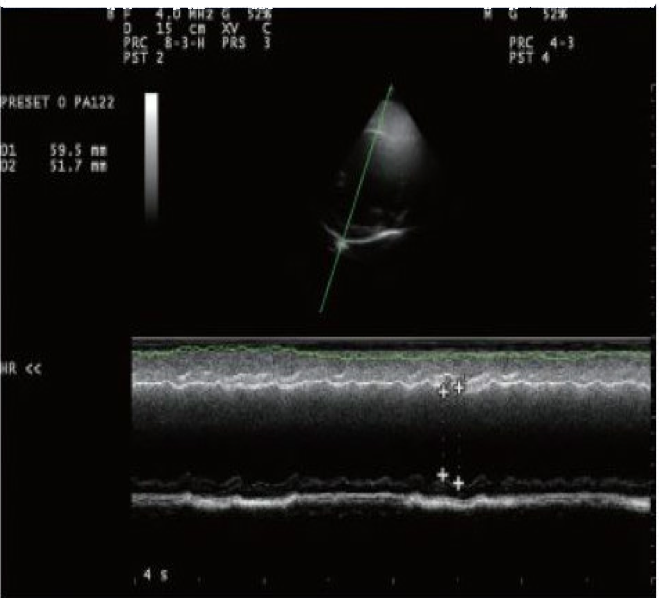 B F 4.0 MHz G 52%
D 15 cm XV C
PRC 8-3-H PRS 3
PST 2
M G 52%
PRC 4-3
PST 4
PRESET 0 PA122
D1 59.5 mm
D2 51.7 mm
HR <<
4 s